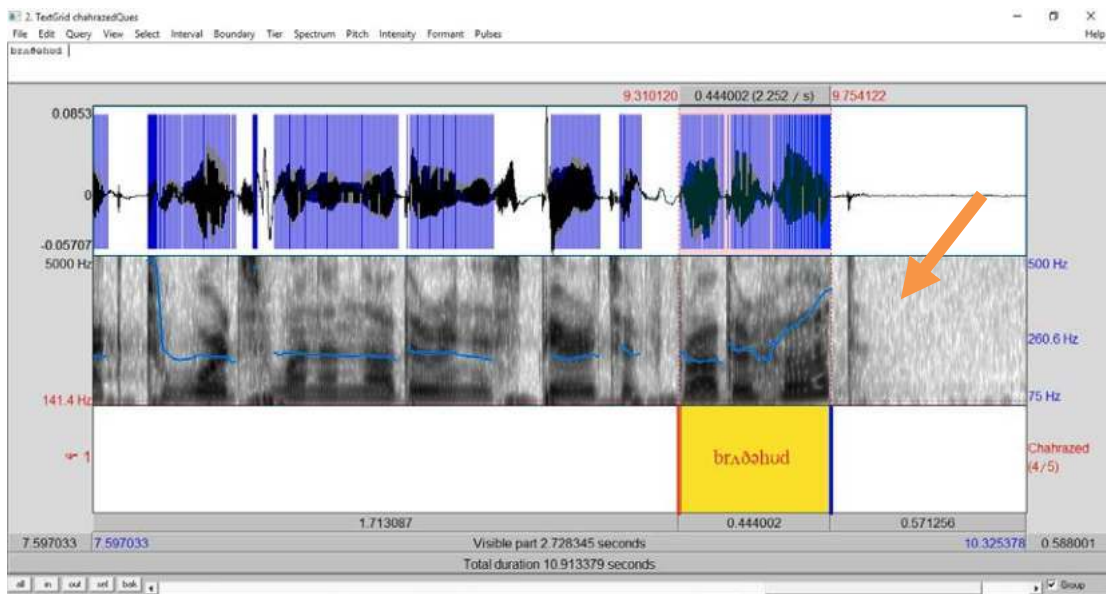 2. TextGrid chahrazedQues
File Edit Query View Select Interval Boundary Tier Spectrum Pitch Intensity Formant Pulses Help
brʌðəhʊd
9.310120 0.444002 (2.252 / s) 9.754122
0.0853
0
-0.05707
5000 Hz 500 Hz
260.6 Hz
141.4 Hz 75 Hz
1 brʌðəhʊd Chahrazed
(4/5)
1.713087 0.444002 0.571256
7.597033 7.597033 Visible part 2.728345 seconds 10.325378 0.588001
Total duration 10.913379 seconds
all in out sel bak Group